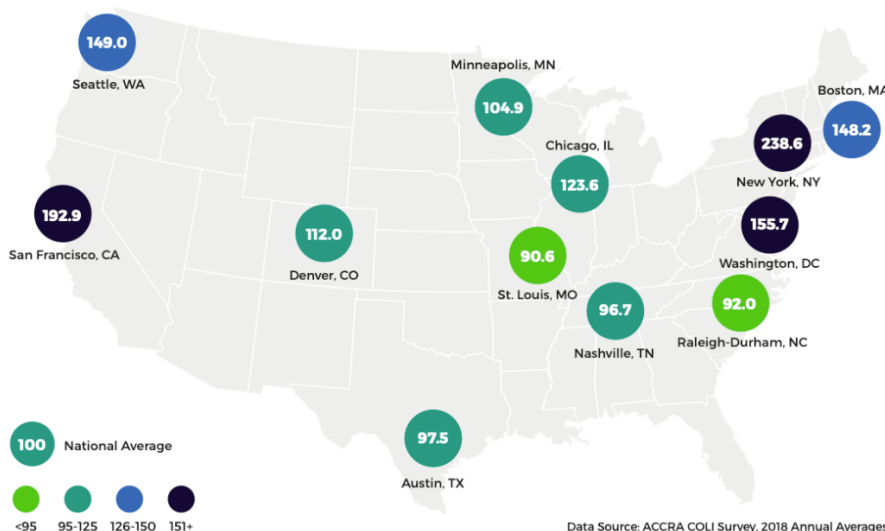 149.0
Seattle, WA
Minneapolis, MN
104.9
Boston, MA
148.2
238.6
New York, NY
Chicago, IL
123.6
192.9
San Francisco, CA
112.0
Denver, CO
155.7
Washington, DC
90.6
St. Louis, MO
96.7
Nashville, TN
92.0
Raleigh-Durham, NC
97.5
Austin, TX
100
National Average
<95
95-125
126-150
151+
Data Source: ACCRA COLI Survey, 2018 Annual Averages